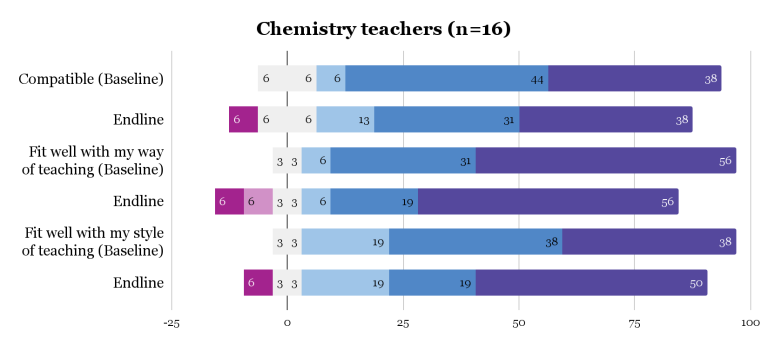 Chemistry teachers (n=16)
Compatible (Baseline)
6 6 6 44 38
Endline
6 6 6 13 31 38
Fit well with my way
of teaching (Baseline)
3 3 6 31 56
Endline
6 6 3 3 6 19 56
Fit well with my style
of teaching (Baseline)
3 3 19 38 38
Endline
6 3 3 19 19 50
-25 0 25 50 75 100